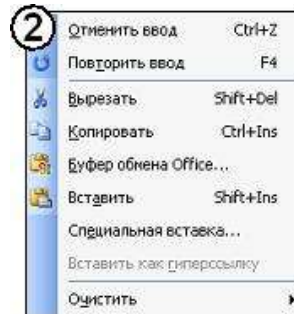 2
Отменить ввод Ctrl+Z
Повторить ввод F4
Вырезать Shift+Del
Копировать Ctrl+Ins
Буфер обмена Office...
Вставить Shift+Ins
Специальная вставка...
Вставить как гиперссылку
Очистить